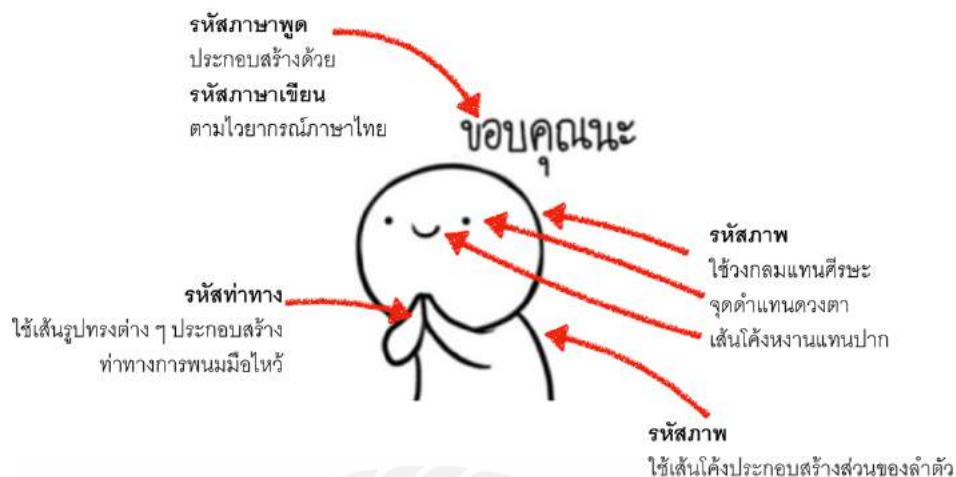 รหัสภาษาพูด
ประกอบสร้างด้วย
รหัสภาษาเขียน
ตามไวยากรณ์ภาษาไทย
ขอบคุณนะ
รหัสภาพ
ใช้วงกลมแทนศีรษะ
จุดดำแทนดวงตา
เส้นโค้งหงานแทนปาก
รหัสท่าทาง
ใช้เส้นรูปทรงต่าง ๆ ประกอบสร้าง
ท่าทางการพนมมือไหว้
รหัสภาพ
ใช้เส้นโค้งประกอบสร้างส่วนของลำตัว